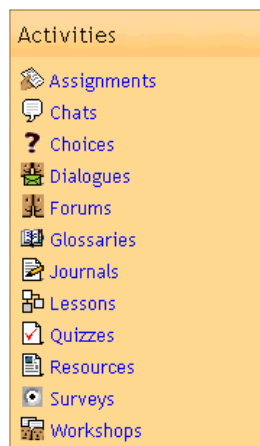 Activities
Assignments
Chats
Choices
Dialogues
Forums
Glossaries
Journals
Lessons
Quizzes
Resources
Surveys
Workshops